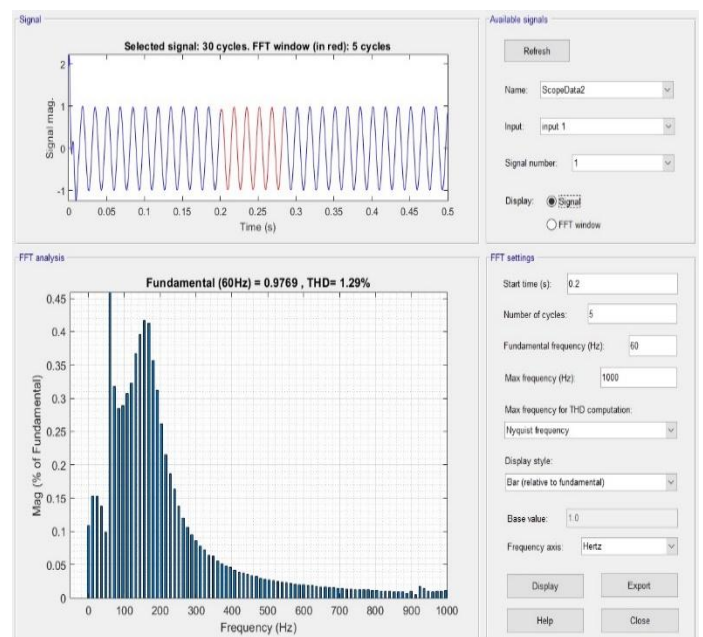 Signal
Selected signal: 30 cycles. FFT window (in red): 5 cycles
Signal mag.
2
1
0
-1
0 0.05 0.1 0.15 0.2 0.25 0.3 0.35 0.4 0.45 0.5
Time (s)
FFT analysis
Fundamental (60Hz) = 0.9769 , THD= 1.29%
Mag (% of Fundamental)
0.45
0.4
0.35
0.3
0.25
0.2
0.15
0.1
0.05
0
0 100 200 300 400 500 600 700 800 900 1000
Frequency (Hz)
Available signals
Refresh
Name: ScopeData2
Input: input 1
Signal number: 1
Display: Signal
FFT window
FFT settings
Start time (s): 0.2
Number of cycles: 5
Fundamental frequency (Hz): 60
Max frequency (Hz): 1000
Max frequency for THD computation:
Nyquist frequency
Display style:
Bar (relative to fundamental)
Base value: 1.0
Frequency axis: Hertz
Display Export
Help Close